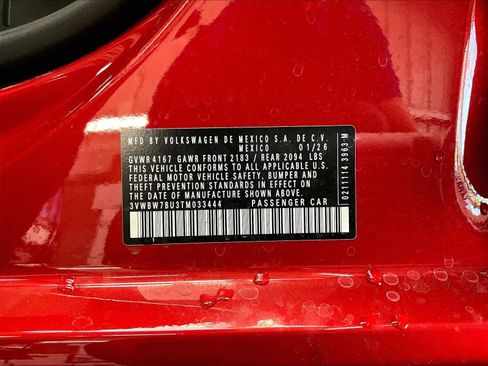 MFD BY VOLKSWAGEN DE MEXICO S.A. DE C.V.
MEXICO 01/26
GVWR 4167 GAWR FRONT 2183 / REAR 2094 LBS
THIS VEHICLE CONFORMS TO ALL APPLICABLE U.S.
FEDERAL MOTOR VEHICLE SAFETY, BUMPER AND
THEFT PREVENTION STANDARDS IN EFFECT ON THE
DATE OF MANUFACTURE SHOWN ABOVE.
3VWBW7BU3TM033444 PASSENGER CAR
0211114 3963 M